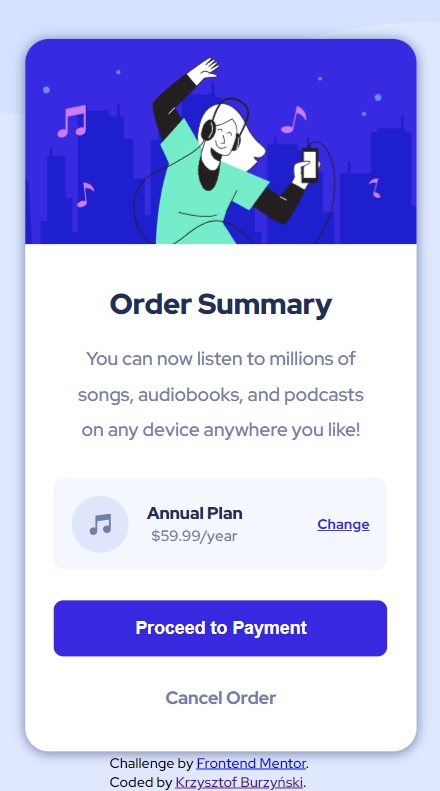 Order Summary
You can now listen to millions of
songs, audiobooks, and podcasts
on any device anywhere you like!
Annual Plan
$59.99/year
Change
Proceed to Payment
Cancel Order
Challenge by Frontend Mentor.
Coded by Krzysztof Burzyński.